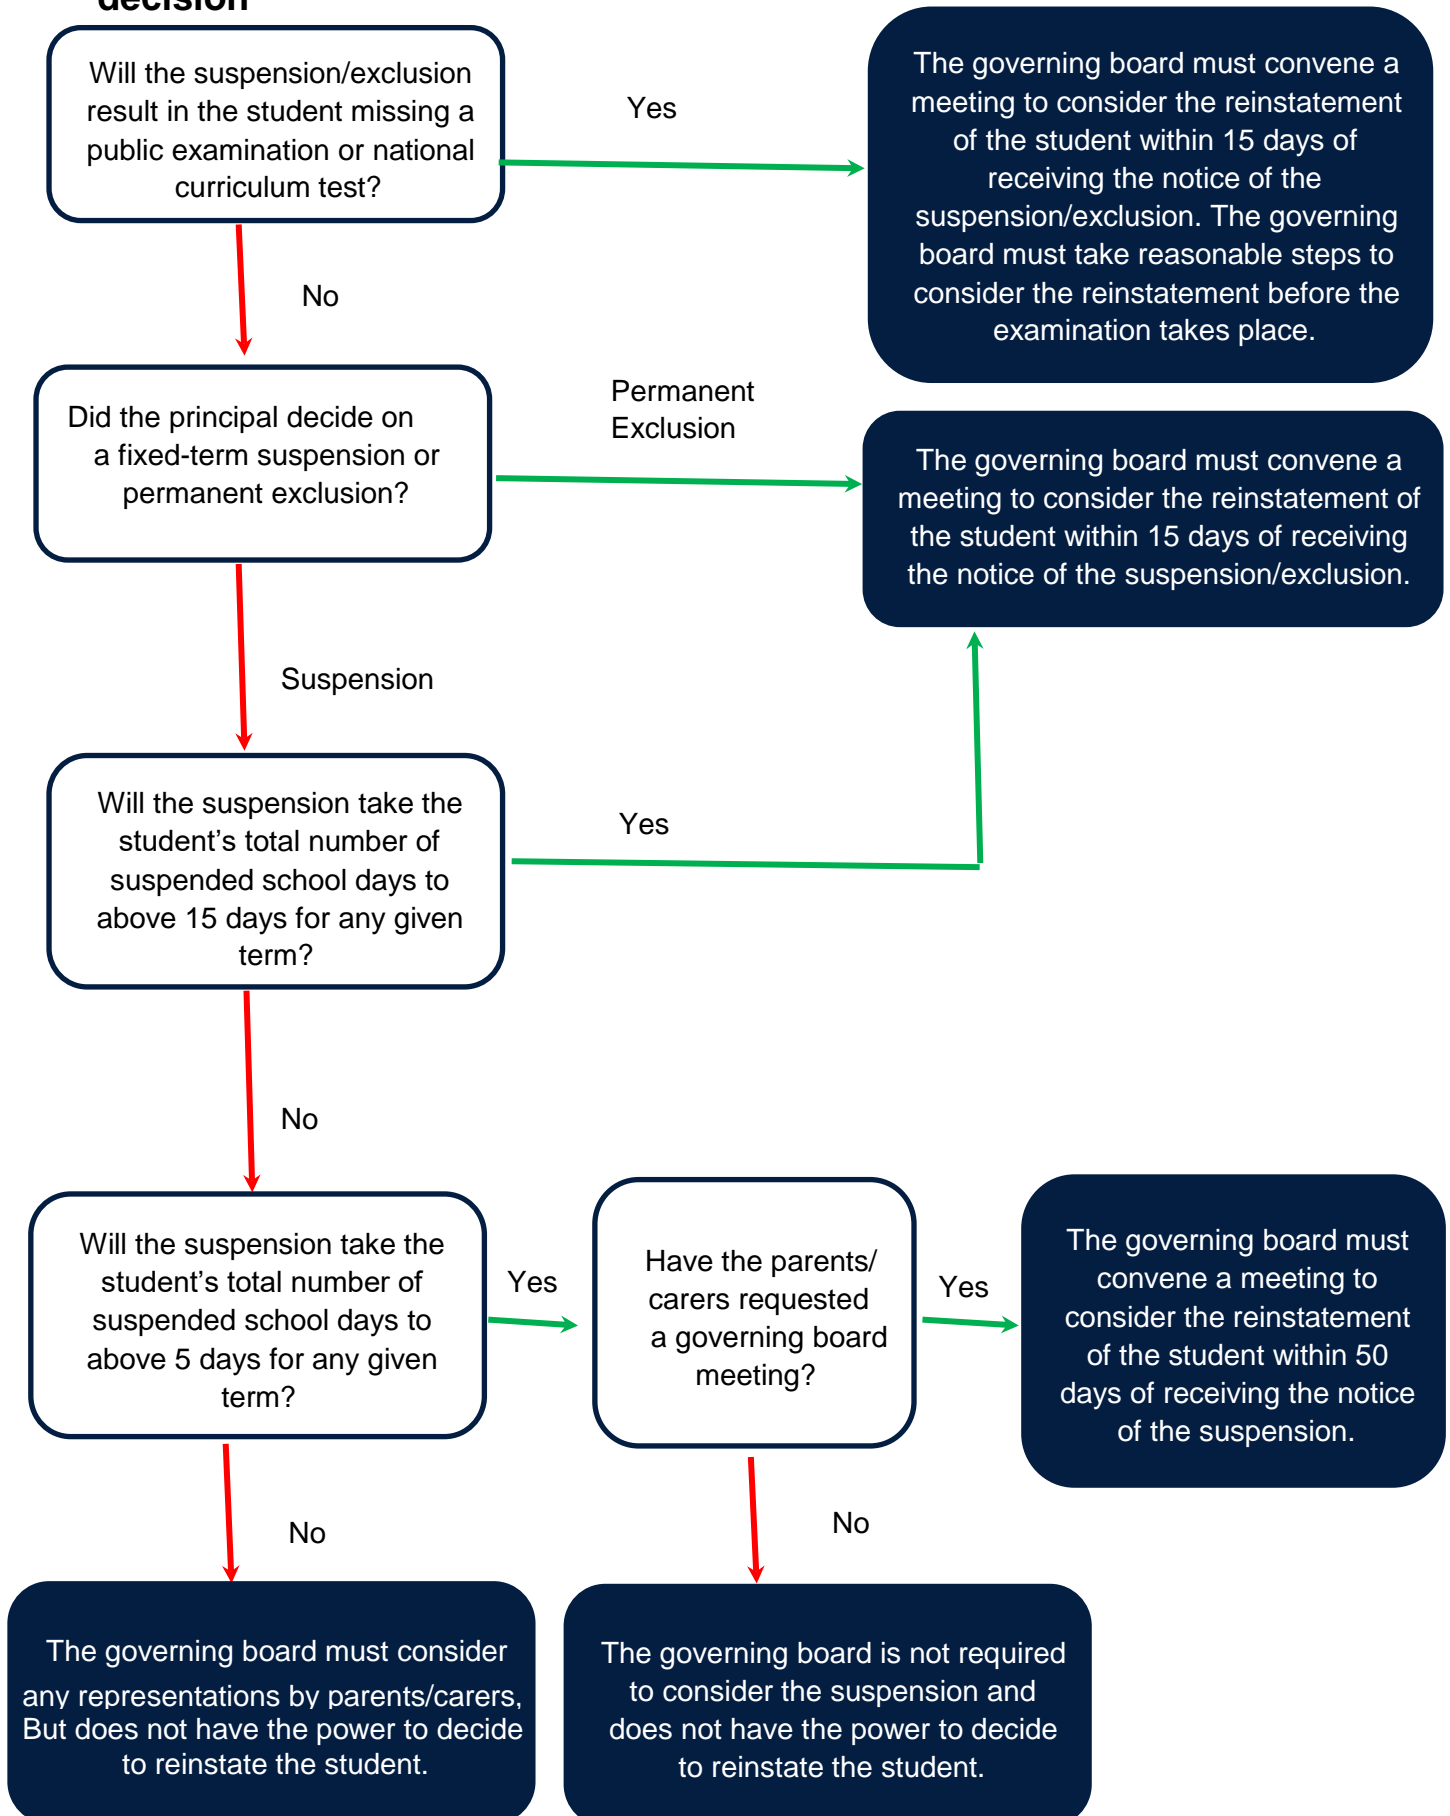 decision
Will the suspension/exclusion
result in the student missing a
public examination or national
curriculum test?
Yes
The governing board must convene a
meeting to consider the reinstatement
of the student within 15 days of
receiving the notice of the
suspension/exclusion. The governing
board must take reasonable steps to
consider the reinstatement before the
examination takes place.
No
Did the principal decide on
a fixed-term suspension or
permanent exclusion?
Permanent
Exclusion
The governing board must convene a
meeting to consider the reinstatement of
the student within 15 days of receiving
the notice of the suspension/exclusion.
Suspension
Will the suspension take the
student’s total number of
suspended school days to
above 15 days for any given
term?
Yes
No
Will the suspension take the
student’s total number of
suspended school days to
above 5 days for any given
term?
Yes
Have the parents/
carers requested
a governing board
meeting?
Yes
The governing board must
convene a meeting to
consider the reinstatement
of the student within 50
days of receiving the notice
of the suspension.
No
No
The governing board must consider
any representations by parents/carers,
But does not have the power to decide
to reinstate the student.
The governing board is not required
to consider the suspension and
does not have the power to decide
to reinstate the student.